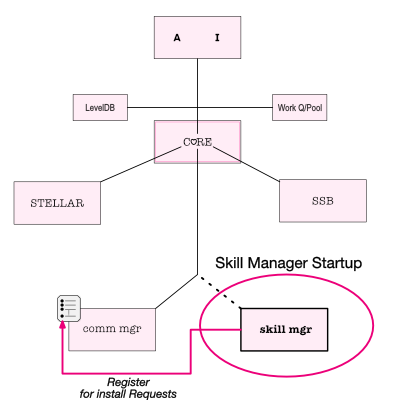 A I
LevelDB
Work Q/Pool
CORE
STELLAR
SSB
Skill Manager Startup
comm mgr
skill mgr
Register
for install Requests